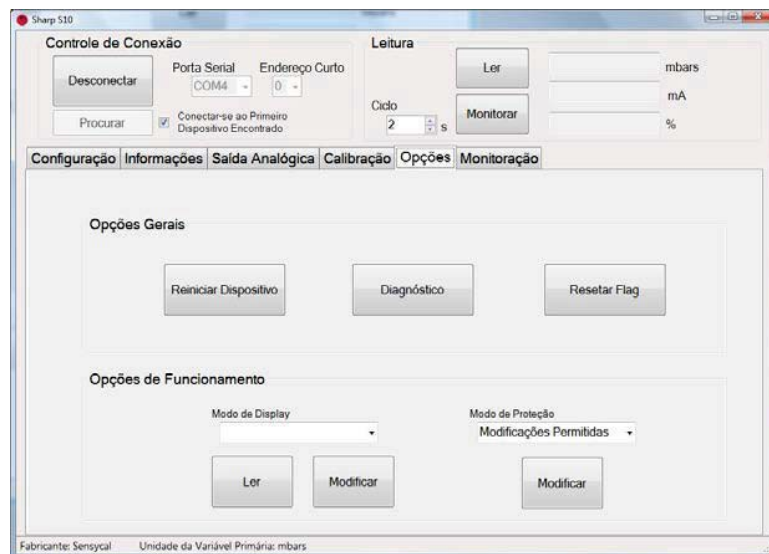 Sharp S10
Controle de Conexão
Leitura
Desconectar
Porta Serial Endereço Curto
COM4 0
Procurar
Conectar-se ao Primeiro
Dispositivo Encontrado
Ler
mbars
mA
Ciclo
2 s
Monitorar
%
Configuração Informações Saída Analógica Calibração Opções Monitoração
Opções Gerais
Reiniciar Dispositivo Diagnóstico Resetar Flag
Opções de Funcionamento
Modo de Display Modo de Proteção
Modificações Permitidas
Ler Modificar Modificar
Fabricante: Sensycal Unidade da Variável Primária: mbars